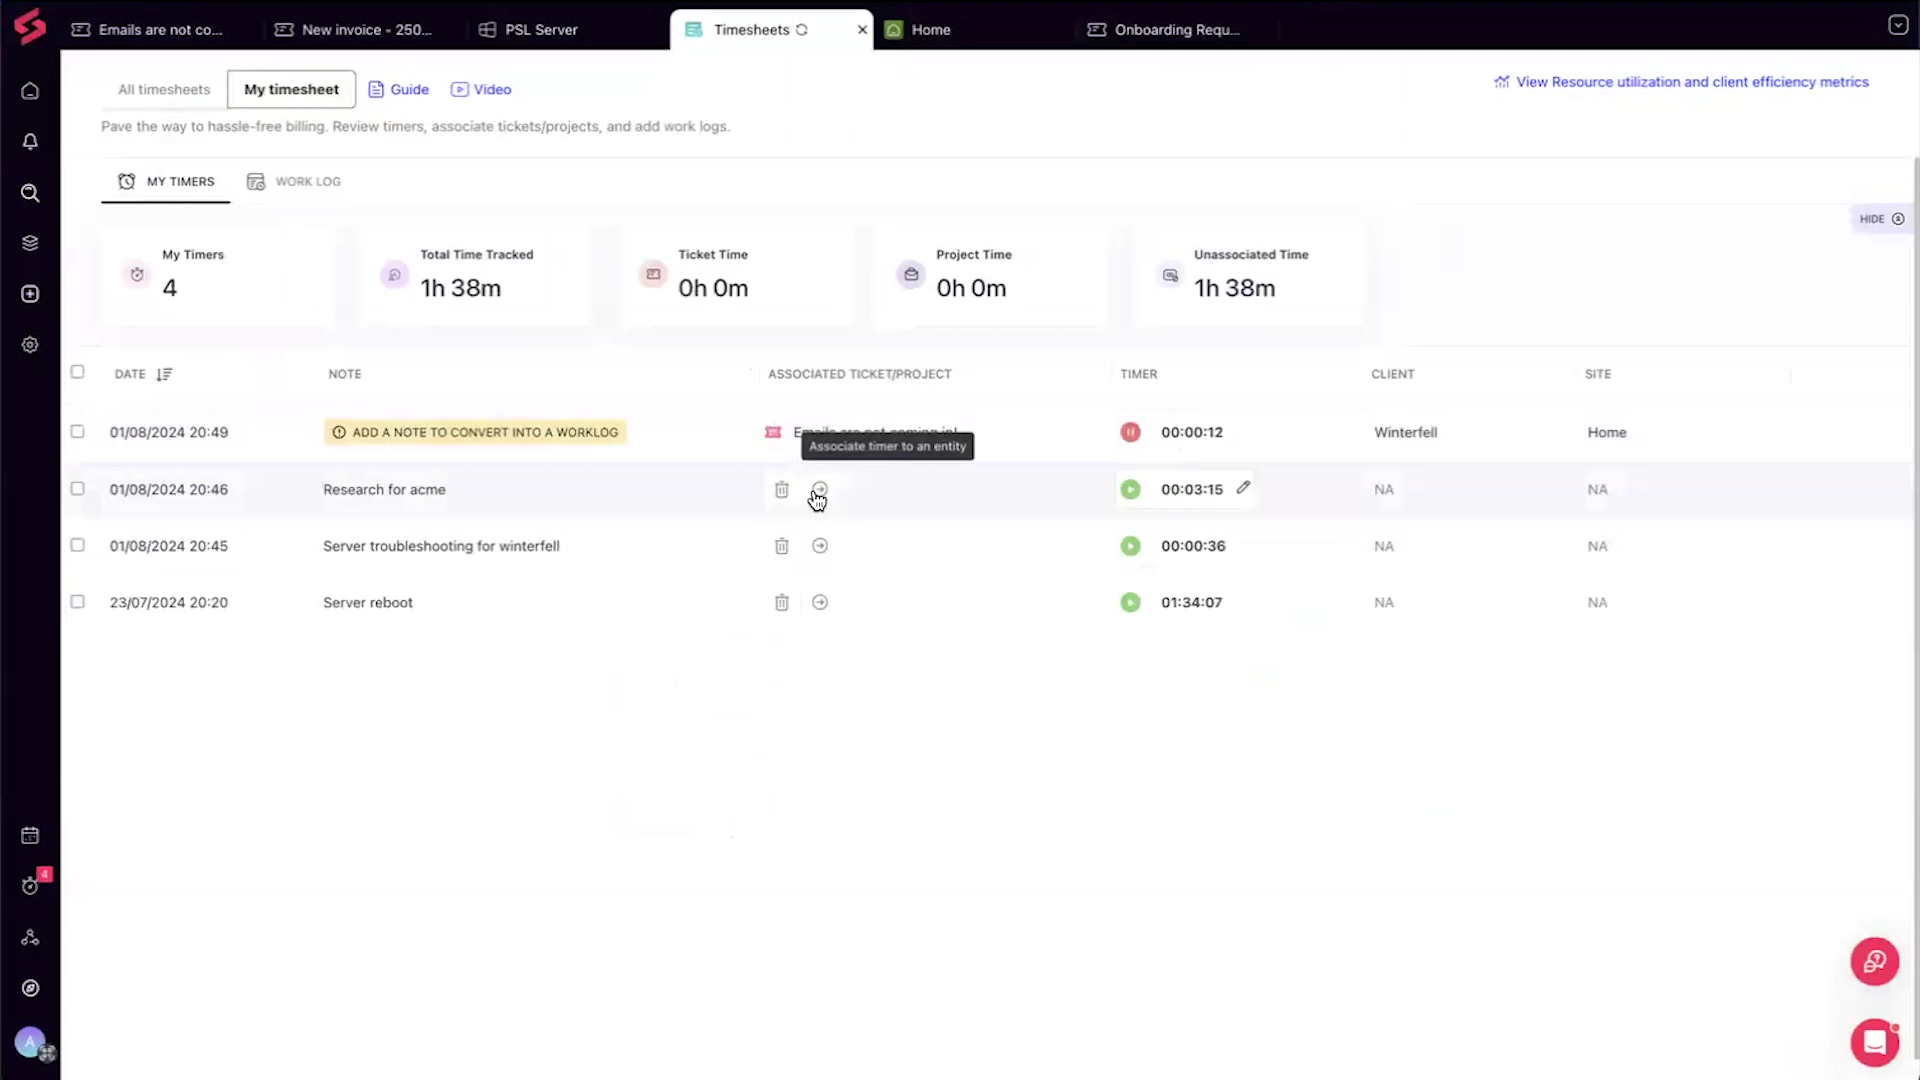 Emails are not co...
New invoice - 250...
PSL Server
Timesheets
Home
Onboarding Requ...
All timesheets
My timesheet
Guide
Video
View Resource utilization and client efficiency metrics
Pave the way to hassle-free billing. Review timers, associate tickets/projects, and add work logs.
MY TIMERS
WORK LOG
HIDE
My Timers
4
Total Time Tracked
1h 38m
Ticket Time
0h 0m
Project Time
0h 0m
Unassociated Time
1h 38m
DATE
NOTE
ASSOCIATED TICKET/PROJECT
TIMER
CLIENT
SITE
01/08/2024 20:49
ADD A NOTE TO CONVERT INTO A WORKLOG
Emails are not coming in!
00:00:12
Winterfell
Home
Associate timer to an entity
01/08/2024 20:46
Research for acme
00:03:15
NA
NA
01/08/2024 20:45
Server troubleshooting for winterfell
00:00:36
NA
NA
23/07/2024 20:20
Server reboot
01:34:07
NA
NA
4
A